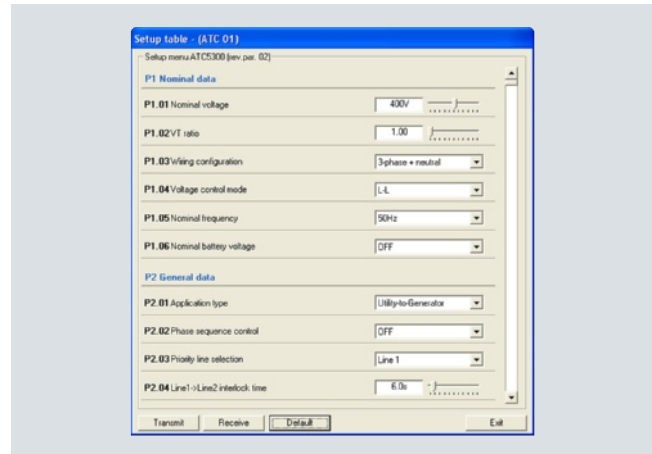 Setup table - (ATC 01)
Setup menu ATC5300 (rev. par. 02)
P1 Nominal data
P1.01 Nominal voltage 400V
P1.02 VT ratio 1.00
P1.03 Wiring configuration 3-phase + neutral
P1.04 Voltage control mode L-L
P1.05 Nominal frequency 50Hz
P1.06 Nominal battery voltage OFF
P2 General data
P2.01 Application type Utility-to-Generator
P2.02 Phase sequence control OFF
P2.03 Priority line selection Line 1
P2.04 Line1->Line2 interlock time 6.0s
Transmit Receive Default Exit